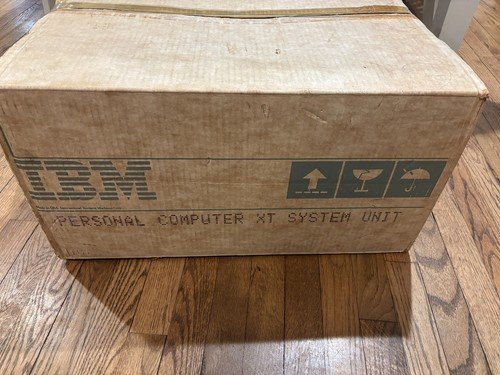 IBM
PERSONAL COMPUTER XT SYSTEM UNIT